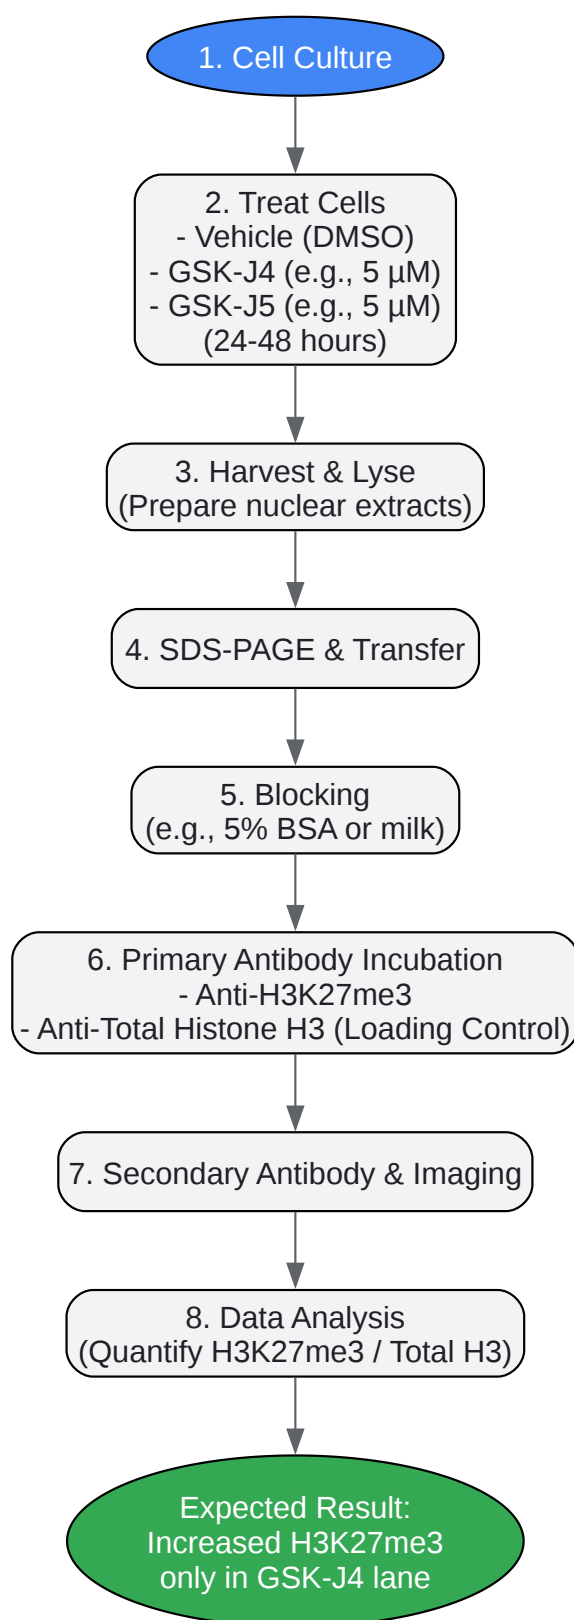 1. Cell Culture
2. Treat Cells
- Vehicle (DMSO)
- GSK-J4 (e.g., 5 µM)
- GSK-J5 (e.g., 5 µM)
(24-48 hours)
3. Harvest & Lyse
(Prepare nuclear extracts)
4. SDS-PAGE & Transfer
5. Blocking
(e.g., 5% BSA or milk)
6. Primary Antibody Incubation
- Anti-H3K27me3
- Anti-Total Histone H3 (Loading Control)
7. Secondary Antibody & Imaging
8. Data Analysis
(Quantify H3K27me3 / Total H3)
Expected Result:
Increased H3K27me3
only in GSK-J4 lane